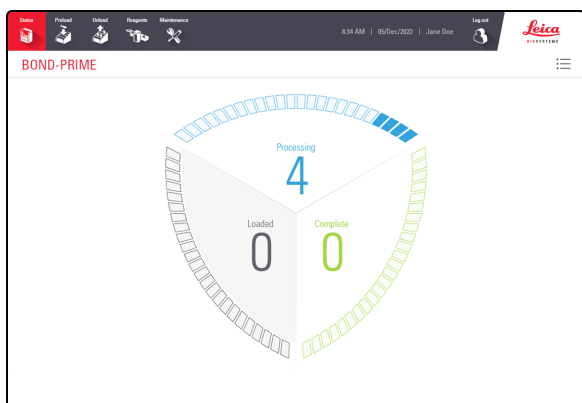 Status Preload Unload Reagents Maintenance
8:34 AM | 05/Dec/2022 | Jane Doe
Log out
Leica
BIOSYSTEMS
BOND-PRIME
Processing
4
Loaded
0
Complete
0